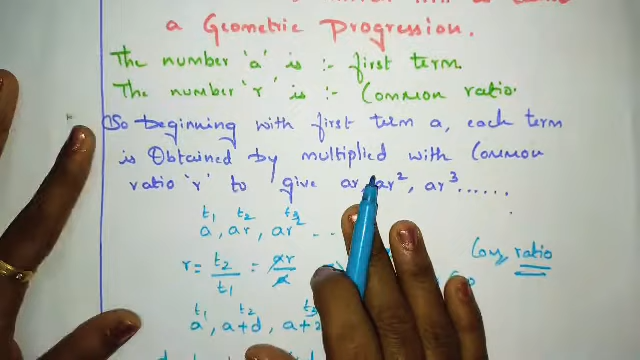 a Geometric Progression.
The number 'a' is :- first term.
The number 'r' is :- Common ratio.
So beginning with first term a, each term
is Obtained by multiplied with Common
ratio 'r' to give ar, ar², ar³......
t₁ t₂ t₃
a, ar, ar² ...
r = t₂/t₁ = ar/a
ratio
t₁ t₂ t₃
a, a+d, a+2